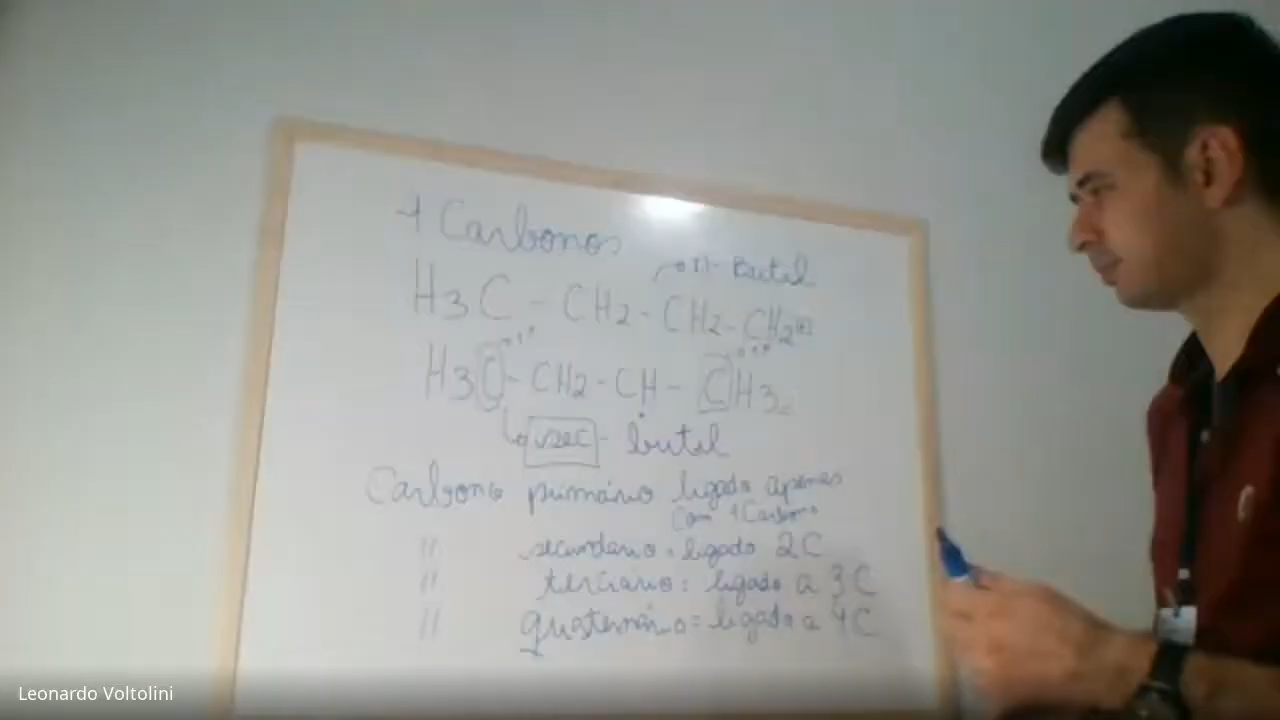 4 Carbonos
n-Butil
H3C - CH2 - CH2 - CH2
H3C - CH2 - CH - CH3
sec - butil
Carbono primário ligado apenas
com 1 Carbono
" secundário = ligado 2C
" terciário : ligado a 3C
" quaternário = ligado a 4C
Leonardo Voltolini